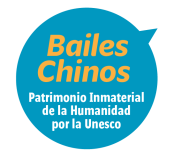 Bailes
Chinos
Patrimonio Inmaterial
de la Humanidad
por la Unesco